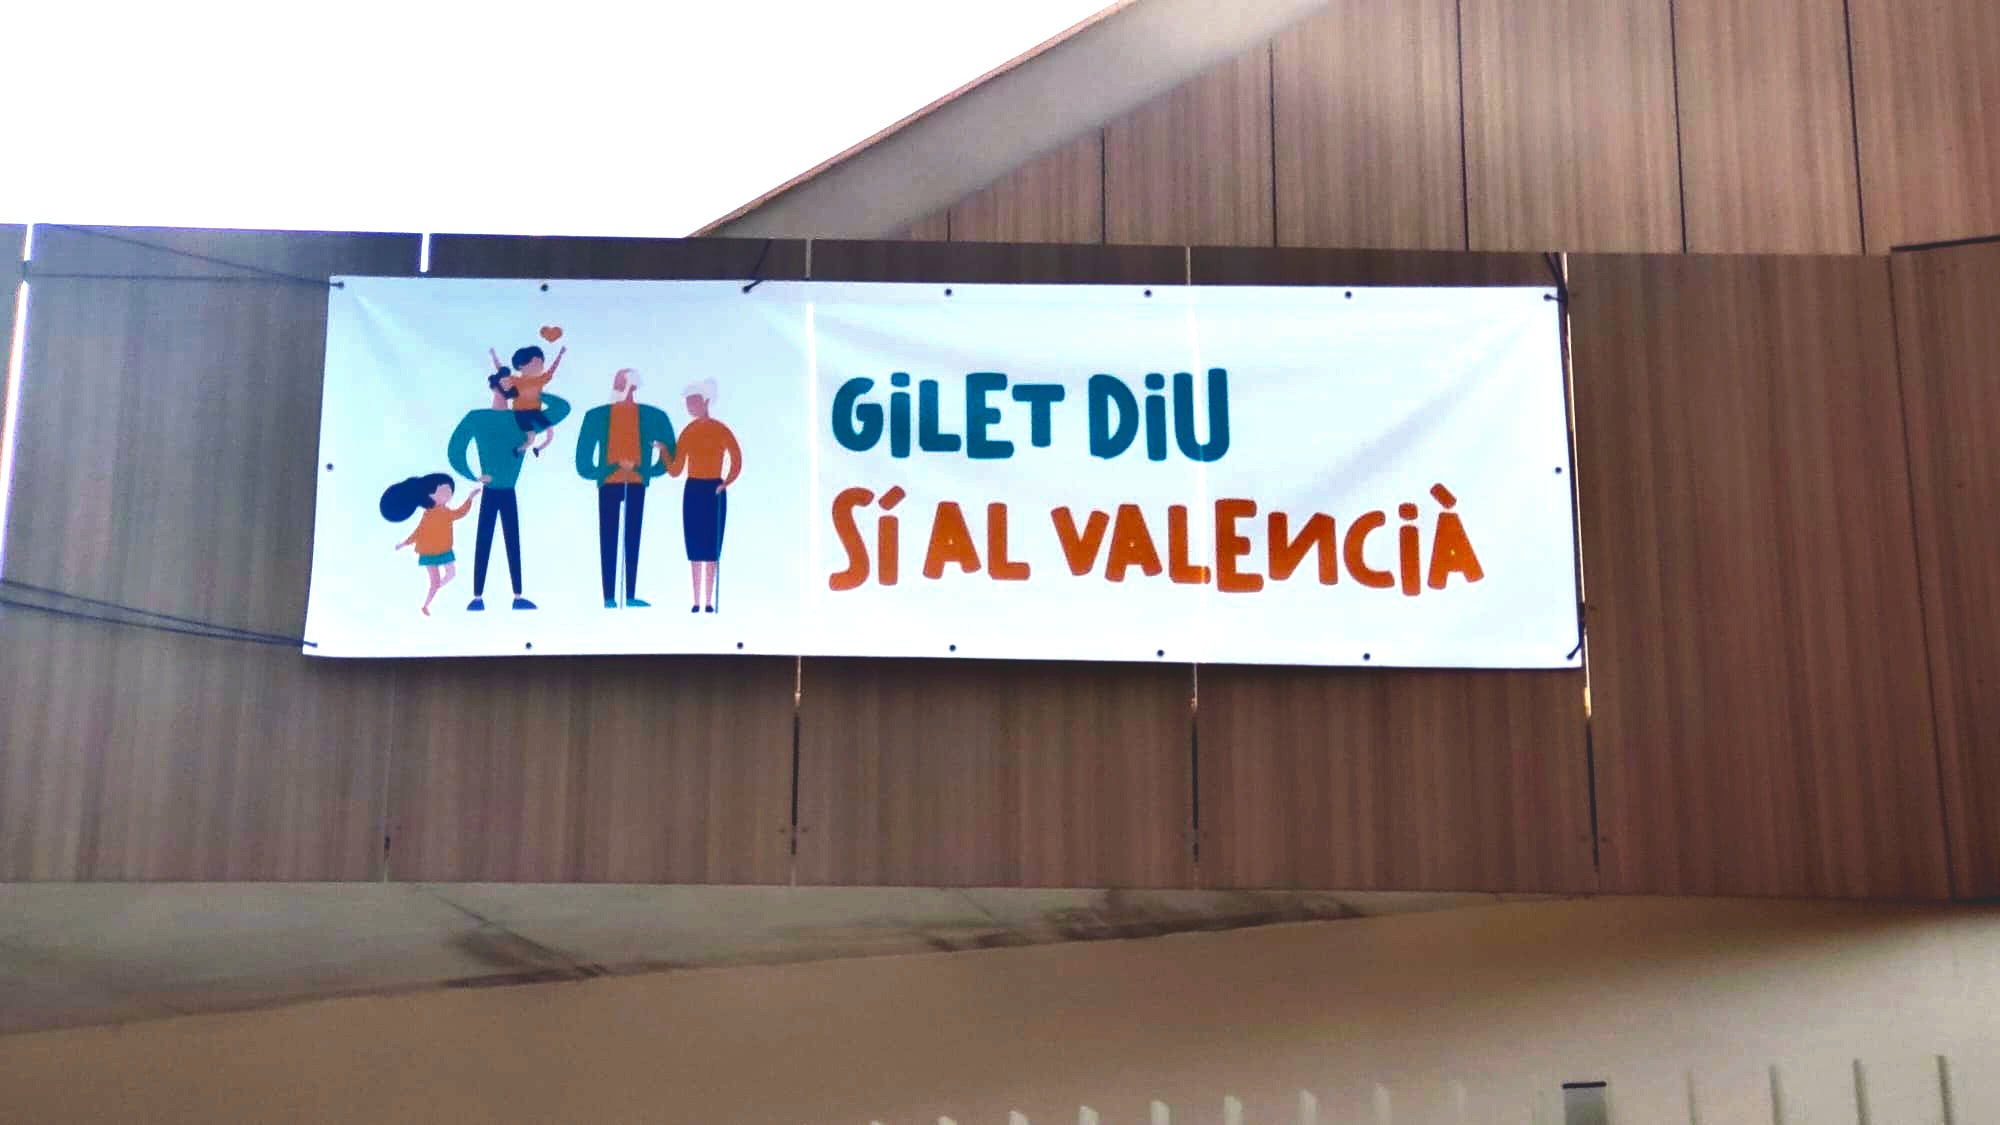 GiLET DiU
SÍ AL VALENCiÀ